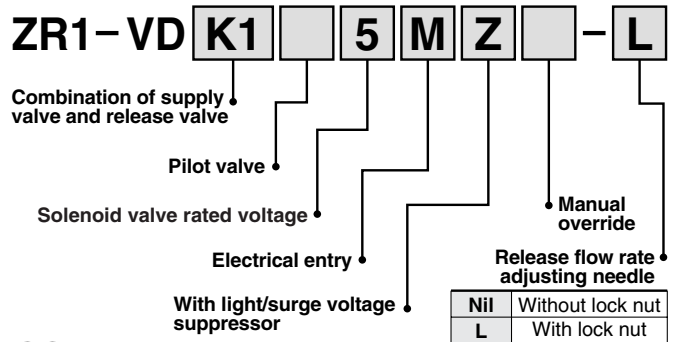 ZR1-VD K1 5 M Z - L
Combination of supply
valve and release valve
Pilot valve
Solenoid valve rated voltage
Electrical entry
With light/surge voltage
suppressor
Manual
override
Release flow rate
adjusting needle
Nil Without lock nut
L With lock nut